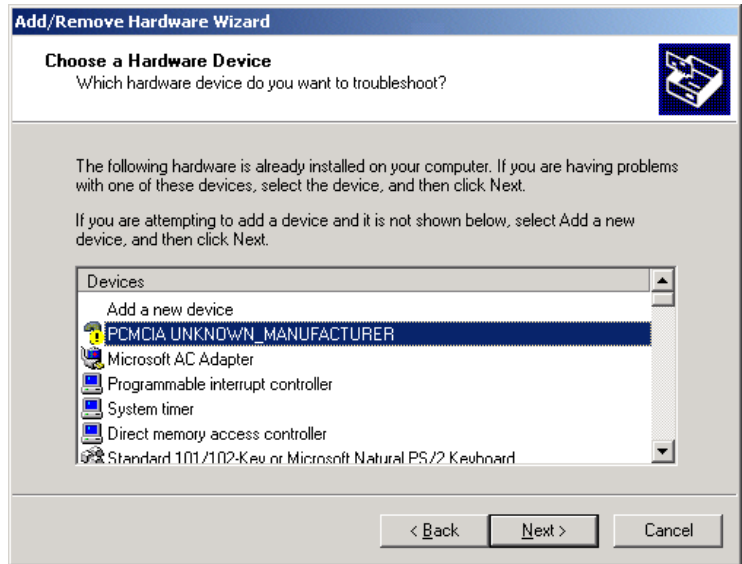 Add/Remove Hardware Wizard
Choose a Hardware Device
Which hardware device do you want to troubleshoot?
The following hardware is already installed on your computer. If you are having problems
with one of these devices, select the device, and then click Next.
If you are attempting to add a device and it is not shown below, select Add a new
device, and then click Next.
Devices
Add a new device
PCMCIA UNKNOWN_MANUFACTURER
Microsoft AC Adapter
Programmable interrupt controller
System timer
Direct memory access controller
Standard 101/102-Key or Microsoft Natural PS/2 Keyboard
< Back Next > Cancel